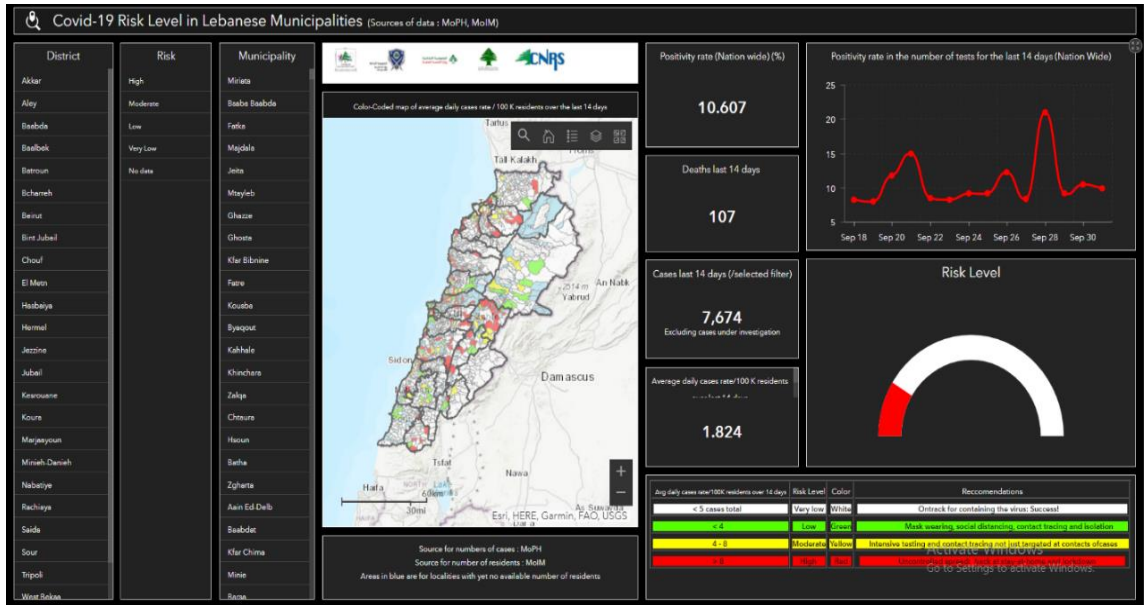 Covid-19 Risk Level in Lebanese Municipalities (Sources of data : MoPH, MoIM)
District
Akkar
Aley
Baabda
Baalbek
Batroun
Bcharreh
Beirut
Bint Jubeil
Chouf
El Metn
Hasbaiya
Hermel
Jezzine
Jubail
Kesrouane
Koura
Marjaayoun
Minieh-Danieh
Nabatiye
Rachiaya
Saida
Sour
Tripoli
West Bekaa
Risk
High
Moderate
Low
Very Low
No data
Municipality
Miriata
Baaba Baabda
Fatka
Majdala
Jeita
Mtayleb
Ghazze
Ghosta
Kfar Bibnine
Fatre
Kousba
Byaqout
Kahhale
Khinchara
Zalqa
Chtaura
Hsoun
Batha
Zgharta
Aain Ed-Delb
Baabdat
Kfar Chima
Minie
Barsa
CNRS
Color-Coded map of average daily cases rate / 100 K residents over the last 14 days
Tartus
Tall Kalakh
An Nabk
Yabrud
Sidon
Damascus
Tsfat
Nawa
Haifa
30mi
As Suwayda
Esri, HERE, Garmin, FAO, USGS
+
−
Source for numbers of cases : MoPH
Source for number of residents : MoIM
Areas in blue are for localities with yet no available number of residents
Positivity rate (Nation wide) (%)
10.607
Deaths last 14 days
107
Cases last 14 days (/selected filter)
7,674
Excluding cases under investigation
Average daily cases rate/100 K residents
1.824
Positivity rate in the number of tests for the last 14 days (Nation Wide)
25
20
15
10
5
Sep 18 Sep 20 Sep 22 Sep 24 Sep 26 Sep 28 Sep 30
Risk Level
Avg daily cases rate/100K residents over 14 days Risk Level Color Reccomendations
< 5 cases total Very low White Ontrack for containing the virus: Success!
< 4 Low Green Mask wearing, social distancing, contact tracing and isolation
4 - 8 Moderate Yellow Intensive testing and contact tracing not just targeted at contacts ofcases
> 8 High Red
Activate Windows
Go to Settings to activate Windows.